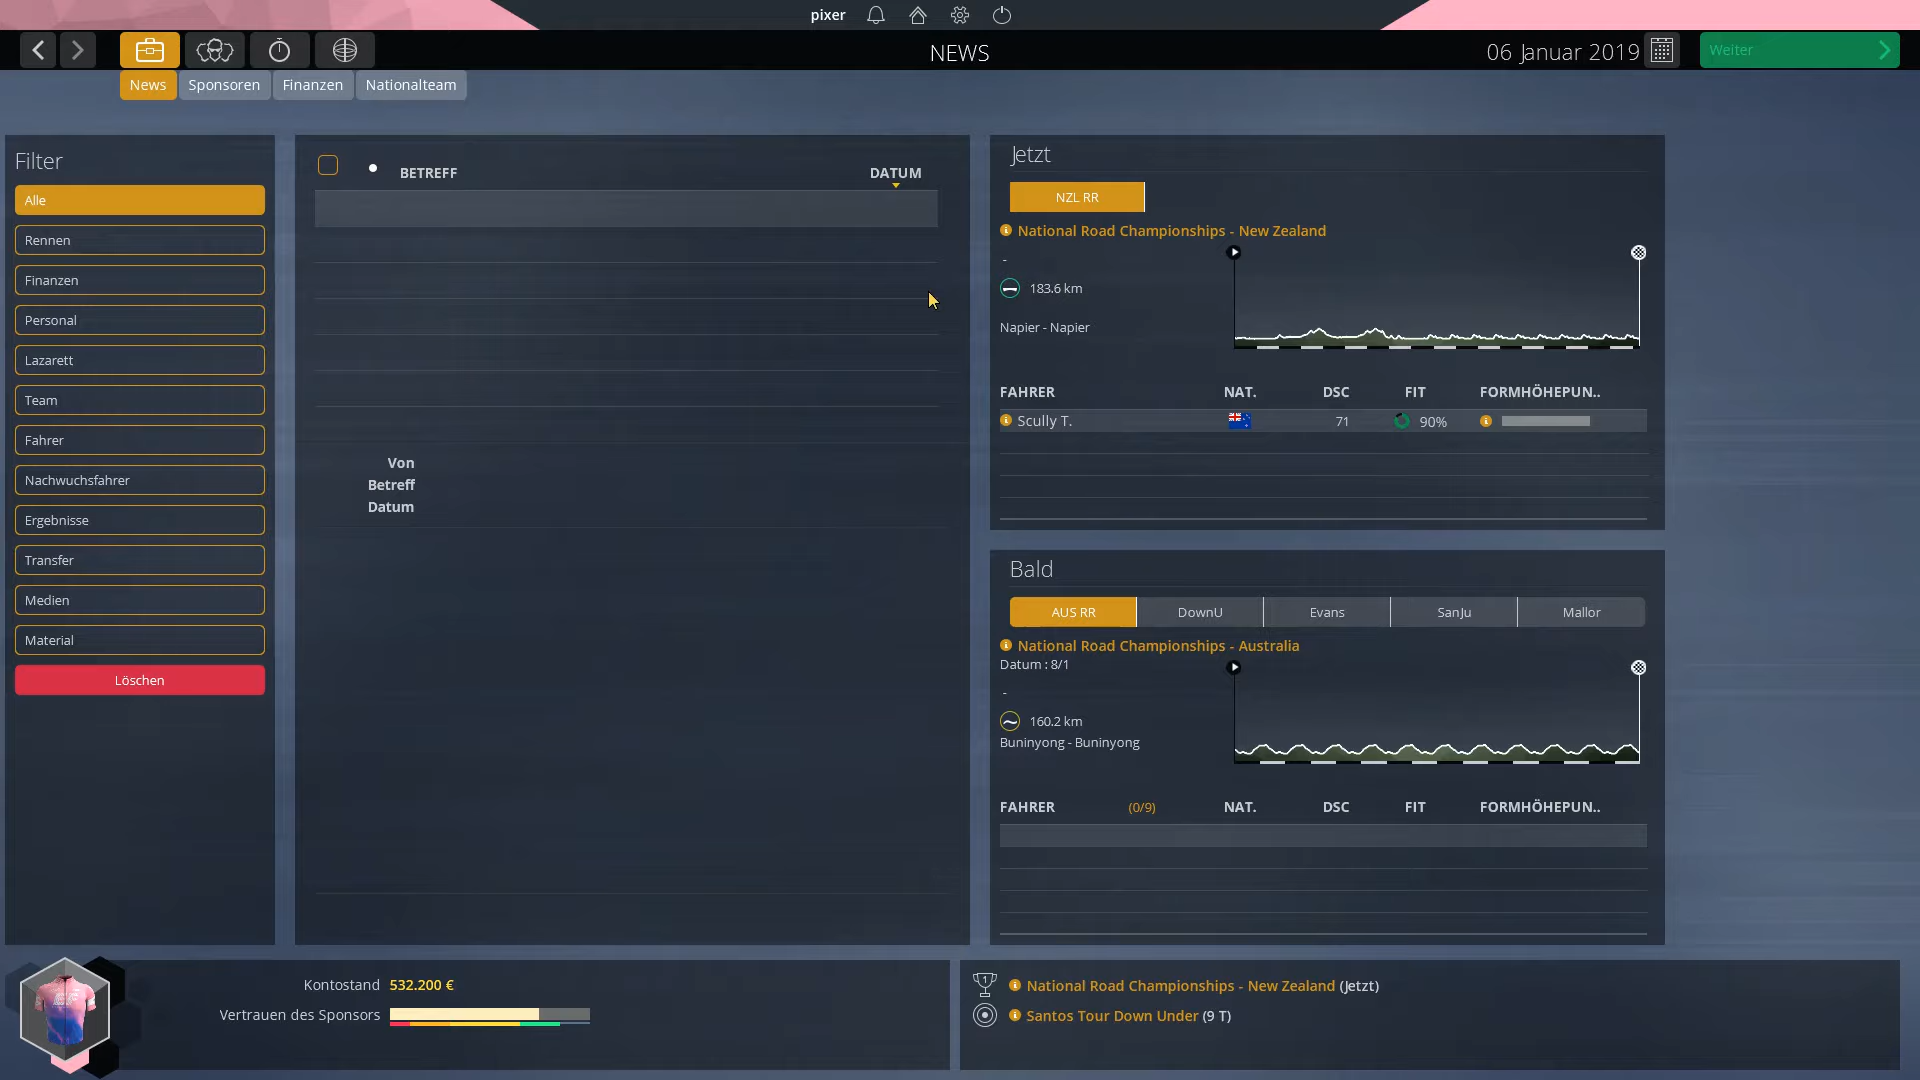 pixer
NEWS
06 Januar 2019
Weiter
News
Sponsoren
Finanzen
Nationalteam
Filter
Alle
Rennen
Finanzen
Personal
Lazarett
Team
Fahrer
Nachwuchsfahrer
Ergebnisse
Transfer
Medien
Material
Löschen
BETREFF
DATUM
Von
Betreff
Datum
Jetzt
NZL RR
National Road Championships - New Zealand
-
183.6 km
Napier - Napier
FAHRER NAT. DSC FIT FORMHÖHEPUN..
Scully T. 71 90%
Bald
AUS RR DownU Evans SanJu Mallor
National Road Championships - Australia
Datum : 8/1
-
160.2 km
Buninyong - Buninyong
FAHRER (0/9) NAT. DSC FIT FORMHÖHEPUN..
Kontostand 532.200 €
Vertrauen des Sponsors
1
National Road Championships - New Zealand (Jetzt)
Santos Tour Down Under (9 T)